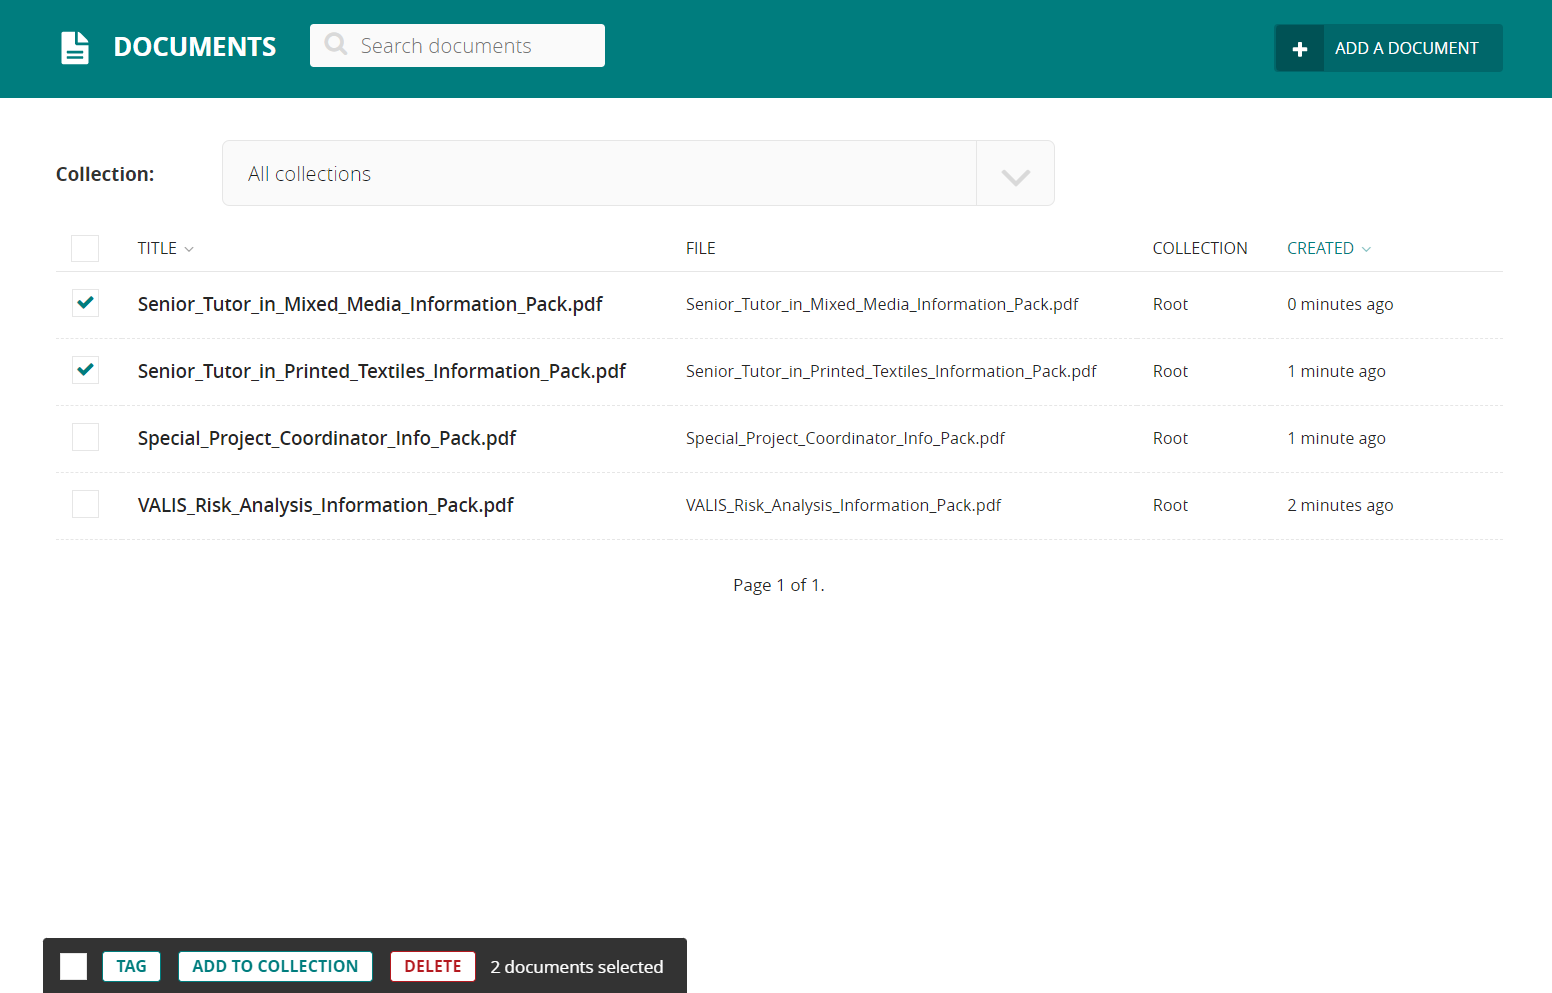 DOCUMENTS
Search documents
ADD A DOCUMENT
Collection:
All collections
TITLE FILE COLLECTION CREATED
Senior_Tutor_in_Mixed_Media_Information_Pack.pdf Senior_Tutor_in_Mixed_Media_Information_Pack.pdf Root 0 minutes ago
Senior_Tutor_in_Printed_Textiles_Information_Pack.pdf Senior_Tutor_in_Printed_Textiles_Information_Pack.pdf Root 1 minute ago
Special_Project_Coordinator_Info_Pack.pdf Special_Project_Coordinator_Info_Pack.pdf Root 1 minute ago
VALIS_Risk_Analysis_Information_Pack.pdf VALIS_Risk_Analysis_Information_Pack.pdf Root 2 minutes ago
Page 1 of 1.
TAG ADD TO COLLECTION DELETE 2 documents selected